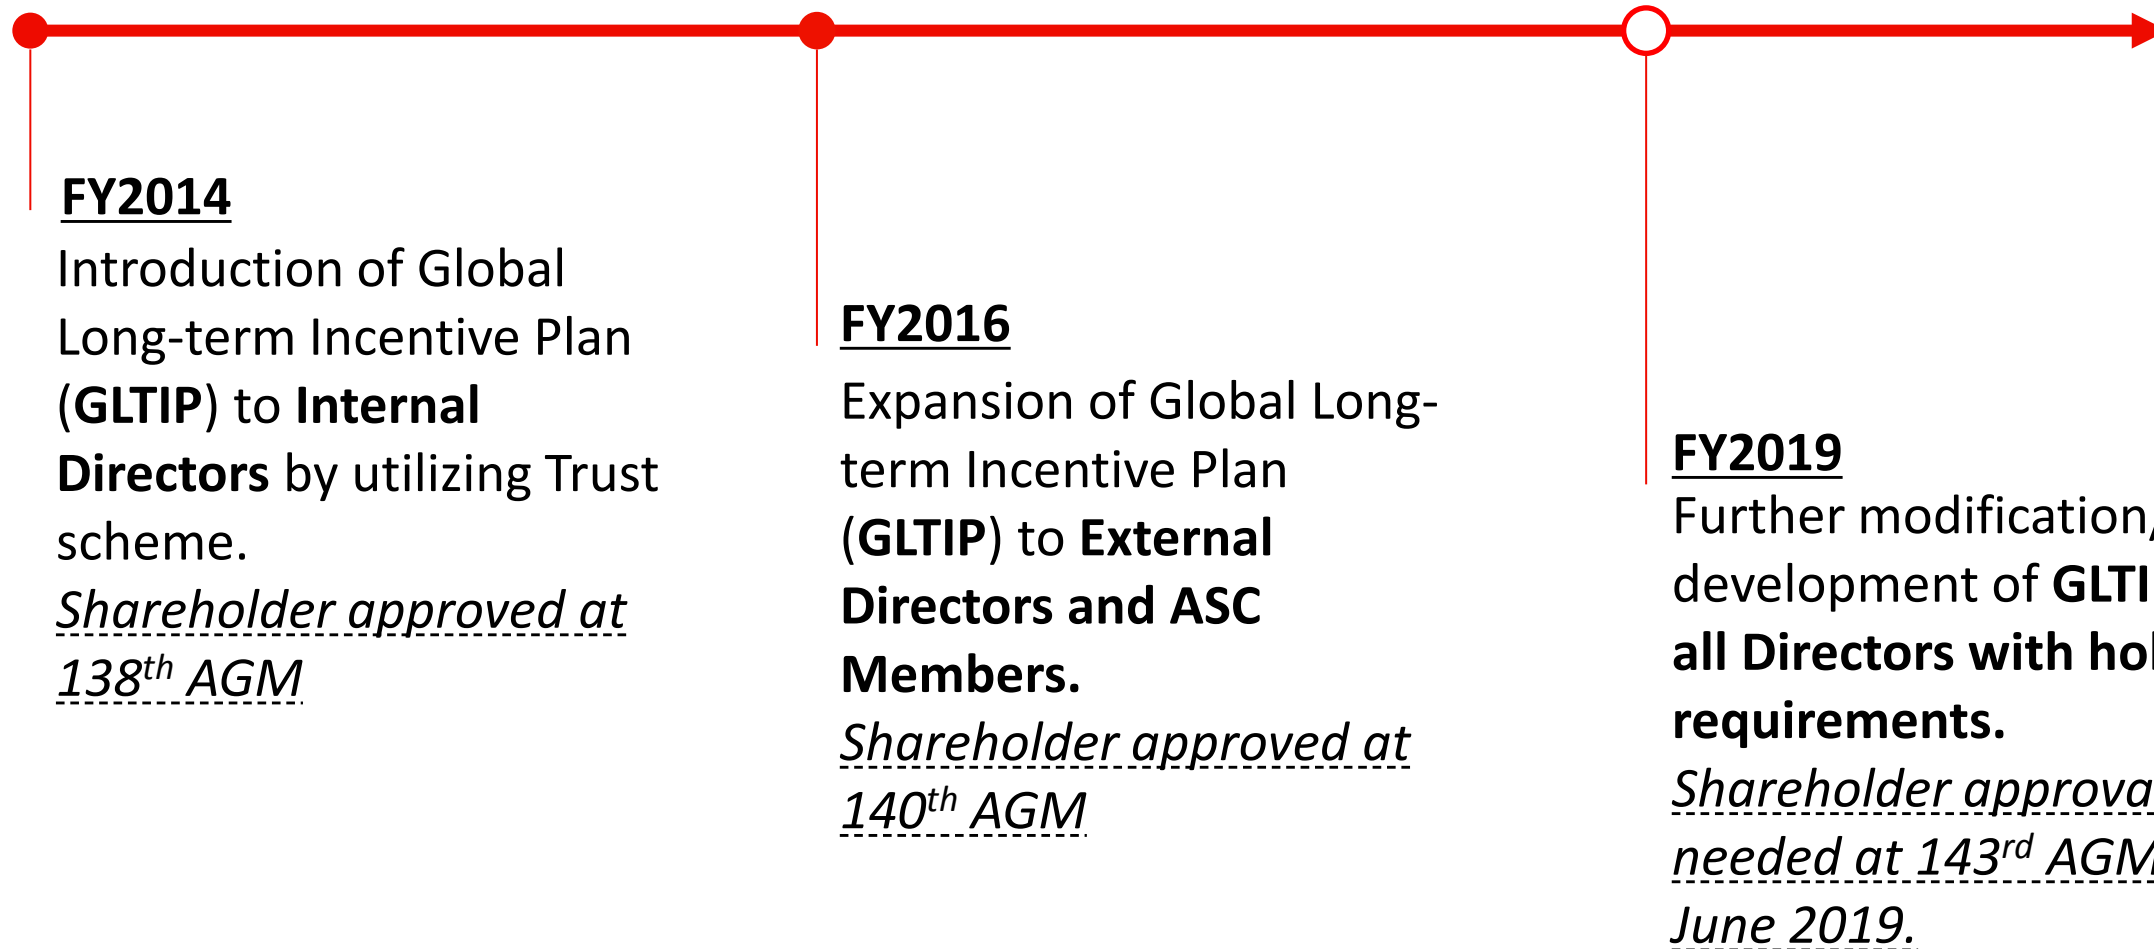 FY2014
Introduction of Global
Long-term Incentive Plan
(GLTIP) to Internal
Directors by utilizing Trust
scheme.
Shareholder approved at
138th AGM
FY2016
Expansion of Global Long-
term Incentive Plan
(GLTIP) to External
Directors and ASC
Members.
Shareholder approved at
140th AGM
FY2019
Further modification,
development of
all Directors with
requirements.
Shareholder
needed at 143rd AGM
June 2019.